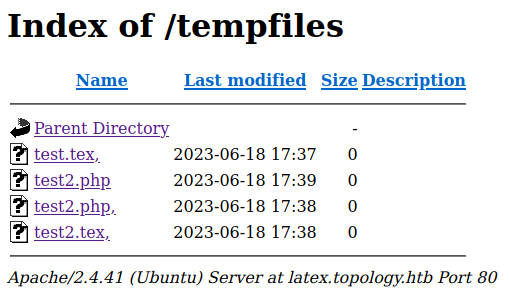 Index of /tempfiles
Name Last modified Size Description
Parent Directory -
test.tex, 2023-06-18 17:37 0
test2.php 2023-06-18 17:39 0
test2.php, 2023-06-18 17:38 0
test2.tex, 2023-06-18 17:38 0
Apache/2.4.41 (Ubuntu) Server at latex.topology.htb Port 80